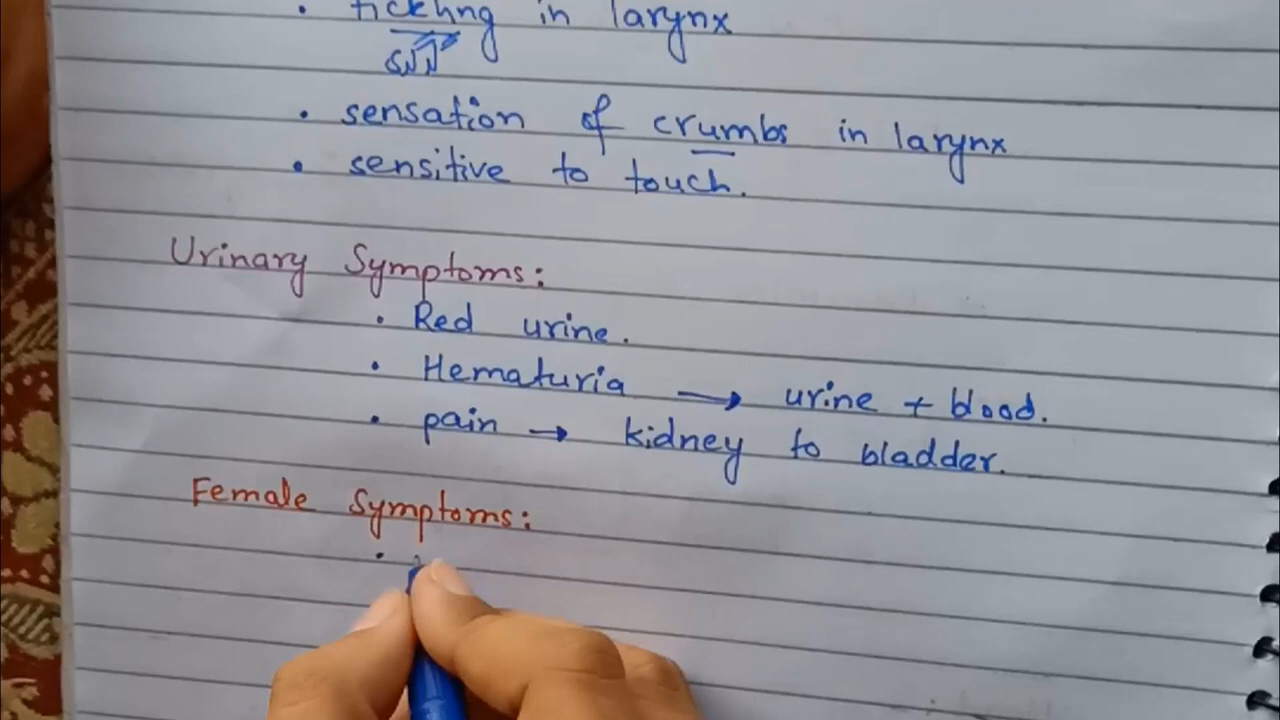 • tickling in larynx
• sensation of crumbs in larynx
• sensitive to touch.
Urinary Symptoms:
• Red urine.
• Hematuria → urine + blood.
• pain → kidney to bladder.
Female Symptoms:
•